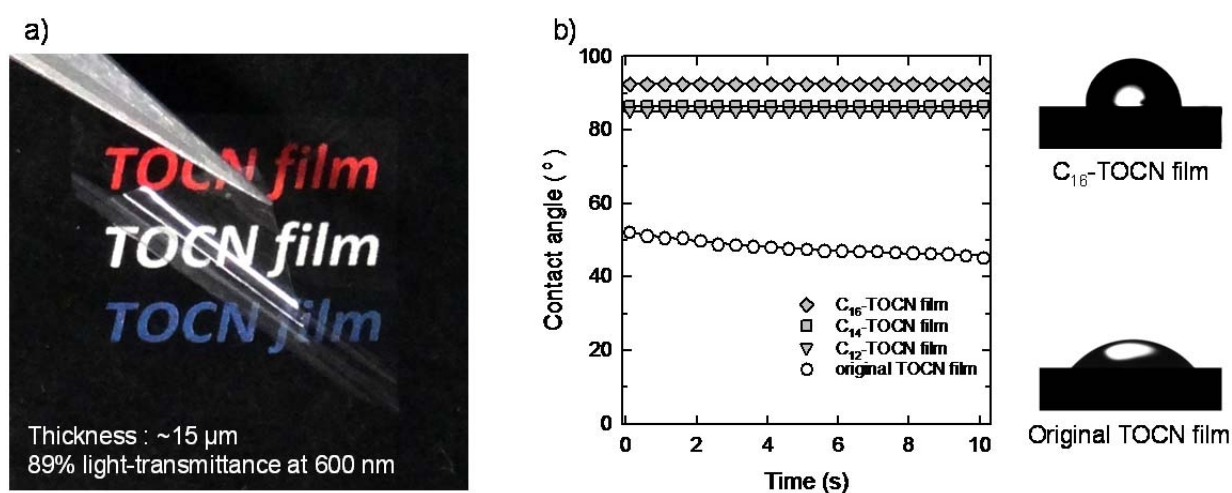 a)
TOCN film
TOCN film
TOCN film
Thickness : ~15 µm
89% light-transmittance at 600 nm
b)
100
80
60
40
20
0
Contact angle ( ° )
C₁₆-TOCN film
C₁₄-TOCN film
C₁₂-TOCN film
original TOCN film
0 2 4 6 8 10
Time (s)
C₁₆-TOCN film
Original TOCN film